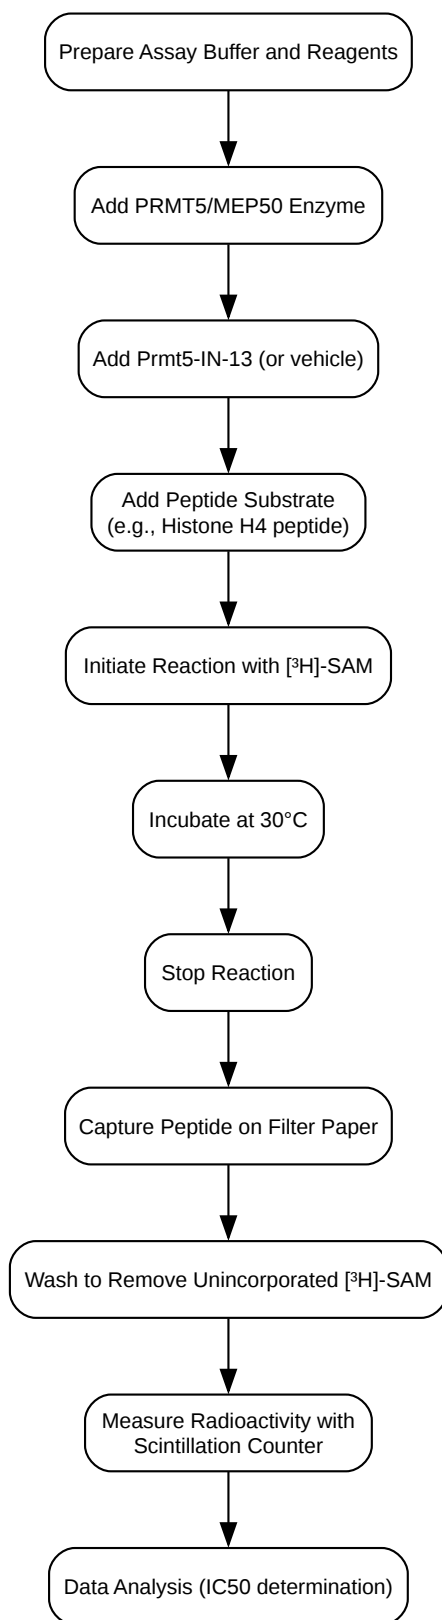 Prepare Assay Buffer and Reagents
Add PRMT5/MEP50 Enzyme
Add Prmt5-IN-13 (or vehicle)
Add Peptide Substrate
(e.g., Histone H4 peptide)
Initiate Reaction with [³H]-SAM
Incubate at 30°C
Stop Reaction
Capture Peptide on Filter Paper
Wash to Remove Unincorporated [³H]-SAM
Measure Radioactivity with
Scintillation Counter
Data Analysis (IC50 determination)